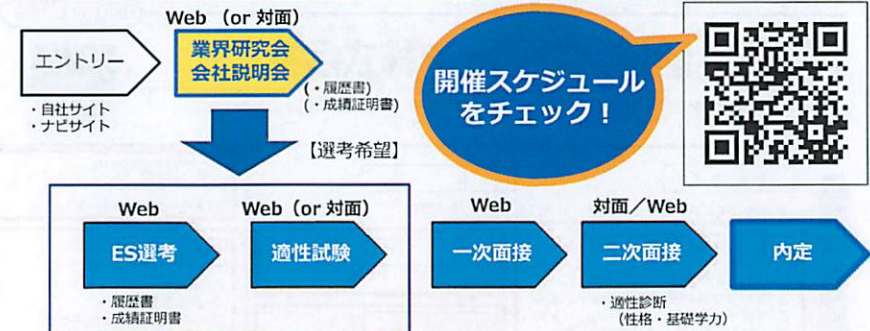 Web （or 対面）
エントリー
業界研究会
会社説明会
・自社サイト
・ナビサイト
(・履歴書)
(・成績証明書)
開催スケジュール
をチェック！
【選考希望】
Web
ES選考
・履歴書
・成績証明書
Web（or 対面）
適性試験
Web
一次面接
対面／Web
二次面接
・適性診断
（性格・基礎学力）
内定